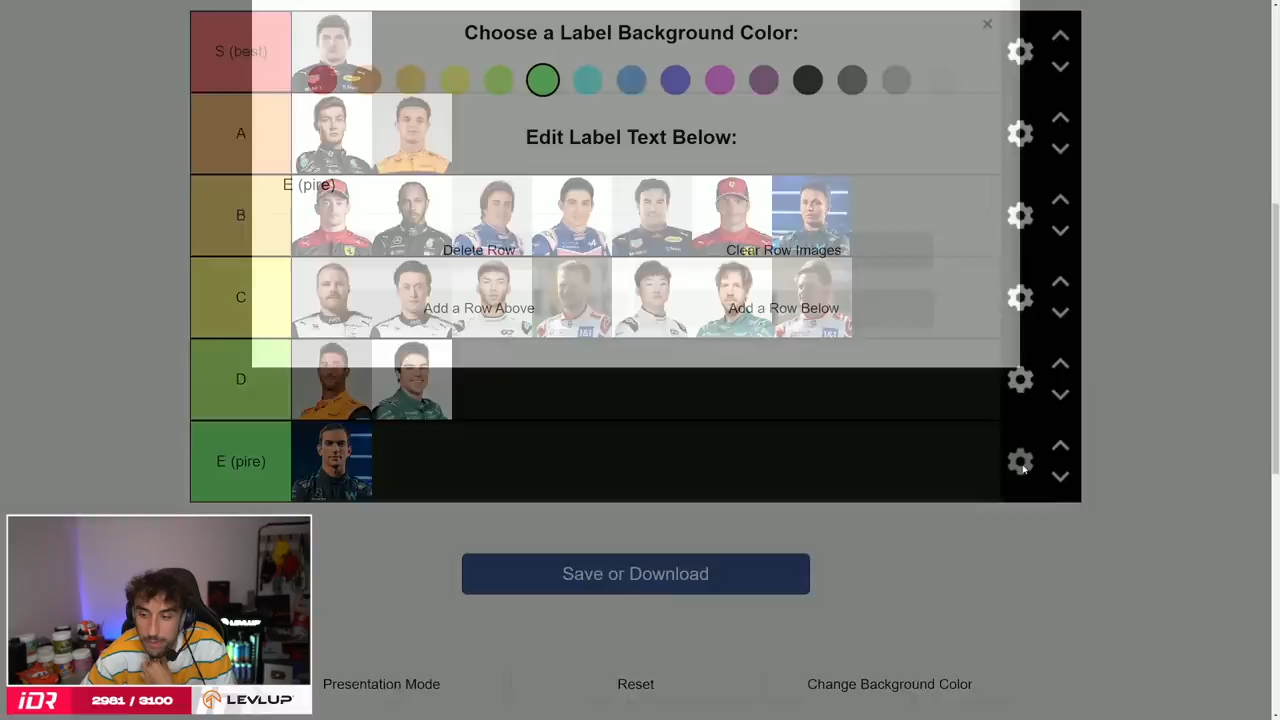 Choose a Label Background Color:
×
S (best)
A
Edit Label Text Below:
E (pire)
B
Delete Row
Clear Row Images
C
Add a Row Above
Add a Row Below
D
E (pire)
Save or Download
LEVLUP
iDR
2981 / 3100
LEVLUP
Presentation Mode
Reset
Change Background Color